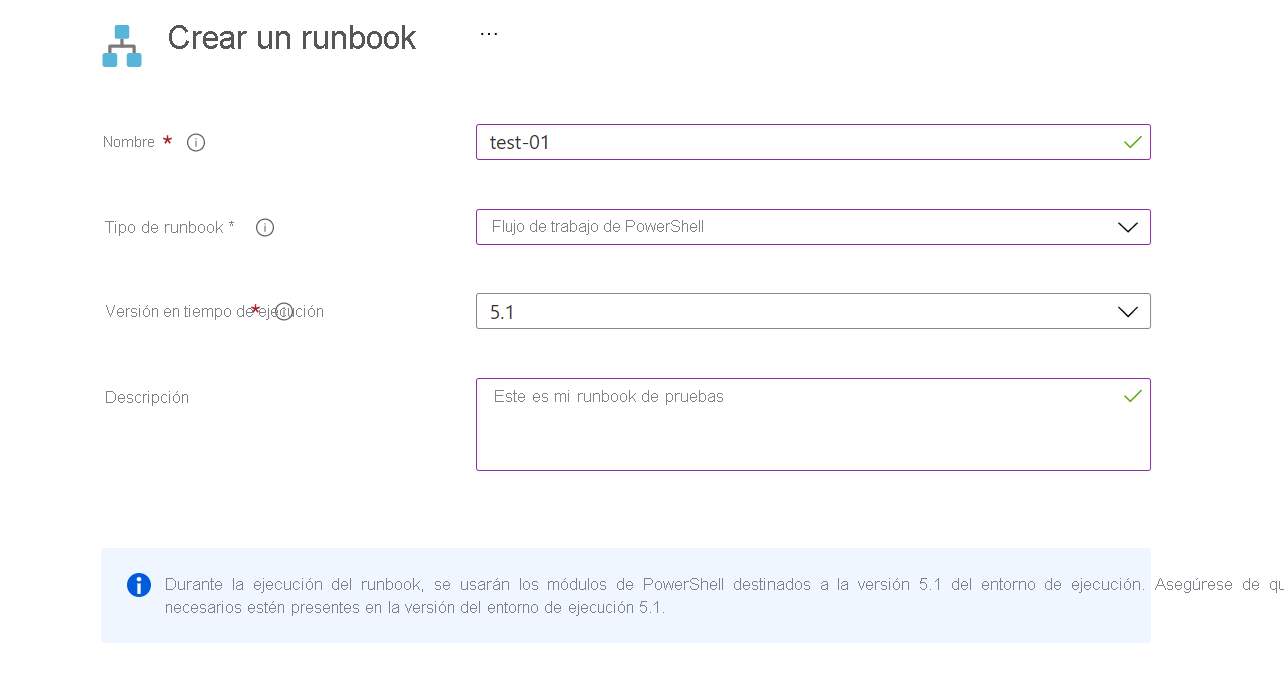 Crear un runbook ...
Nombre *
test-01
Tipo de runbook *
Flujo de trabajo de PowerShell
Versión en tiempo de ejecución *
5.1
Descripción
Este es mi runbook de pruebas
Durante la ejecución del runbook, se usarán los módulos de PowerShell destinados a la versión 5.1 del entorno de ejecución. Asegúrese de qu
necesarios estén presentes en la versión del entorno de ejecución 5.1.